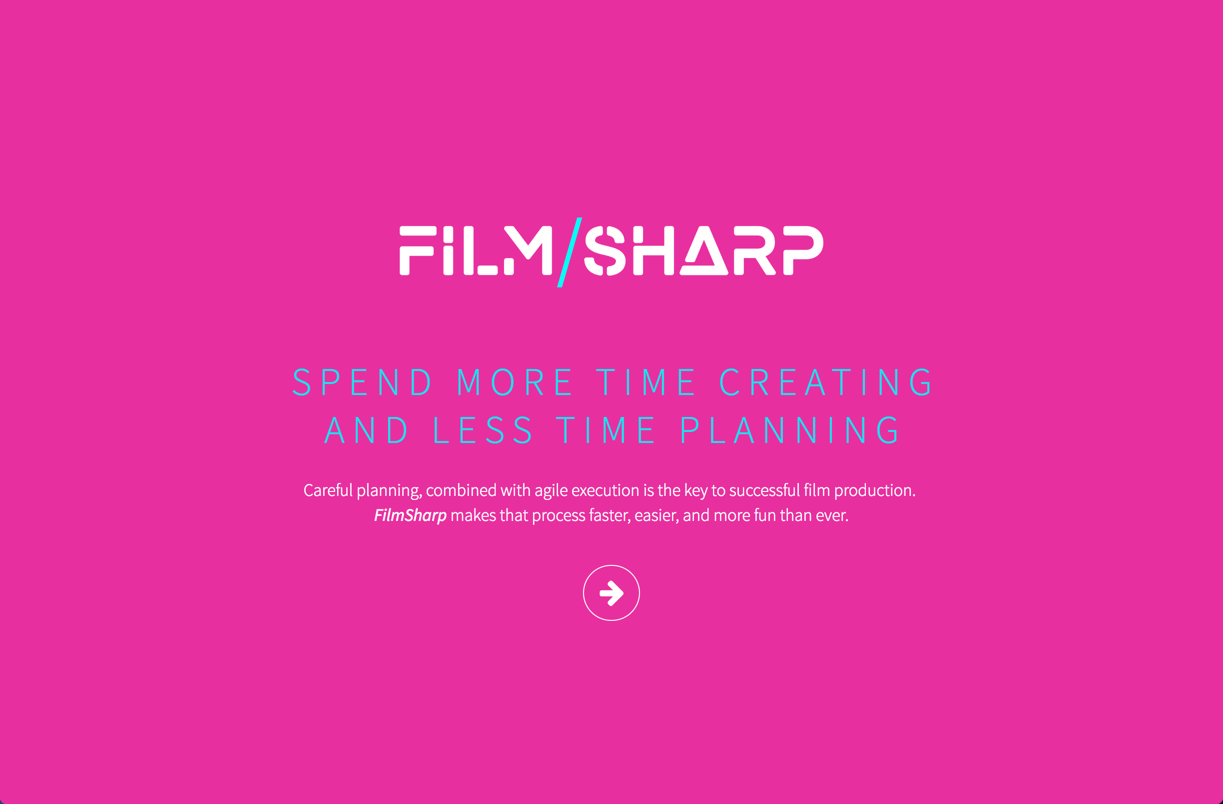 FiLM/SHARP
SPEND MORE TIME CREATING
AND LESS TIME PLANNING
Careful planning, combined with agile execution is the key to successful film production.
FilmSharp makes that process faster, easier, and more fun than ever.